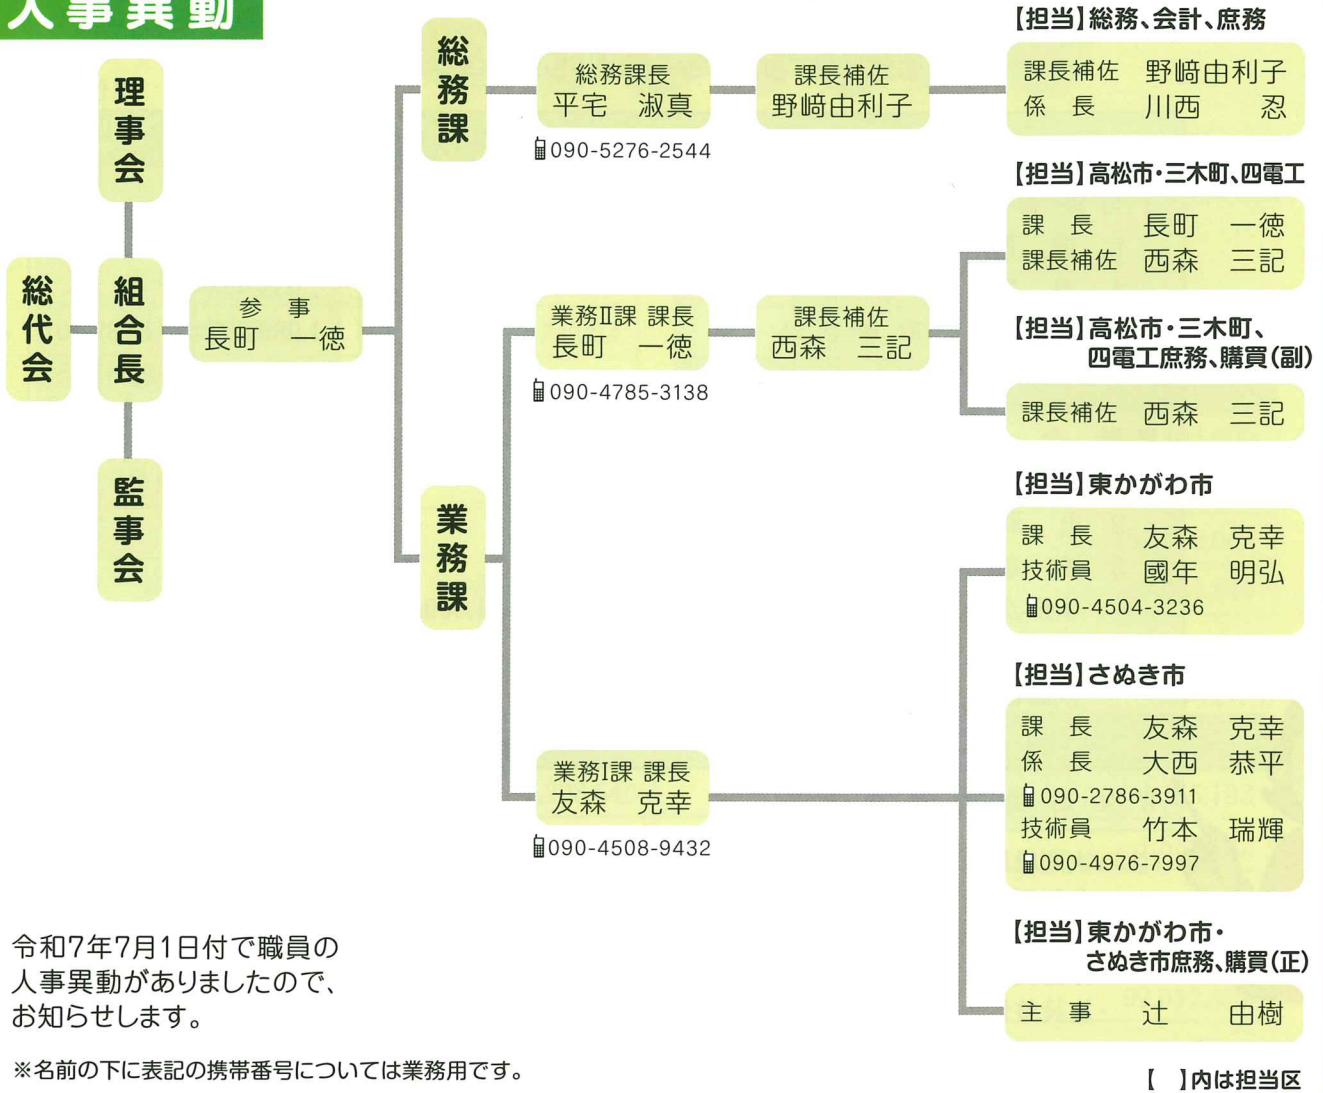 人事異動
理事会
総代会
組合長
監事会
参　事
長町　一徳
総務課
総務課長
平宅　淑真
090-5276-2544
課長補佐
野﨑由利子
【担当】総務、会計、庶務
課長補佐　野﨑由利子
係　長　川西　　忍
業務課
業務Ⅱ課 課長
長町　一徳
090-4785-3138
課長補佐
西森　三記
【担当】高松市・三木町、四電工
課　長　長町　一徳
課長補佐　西森　三記
【担当】高松市・三木町、
四電工庶務、購買(副)
課長補佐　西森　三記
業務Ⅰ課 課長
友森　克幸
090-4508-9432
【担当】東かがわ市
課　長　友森　克幸
技術員　國年　明弘
090-4504-3236
【担当】さぬき市
課　長　友森　克幸
係　長　大西　恭平
090-2786-3911
技術員　竹本　瑞輝
090-4976-7997
【担当】東かがわ市・
さぬき市庶務、購買(正)
主　事　辻　　由樹
令和7年7月1日付で職員の
人事異動がありましたので、
お知らせします。
※名前の下に表記の携帯番号については業務用です。
【　】内は担当区